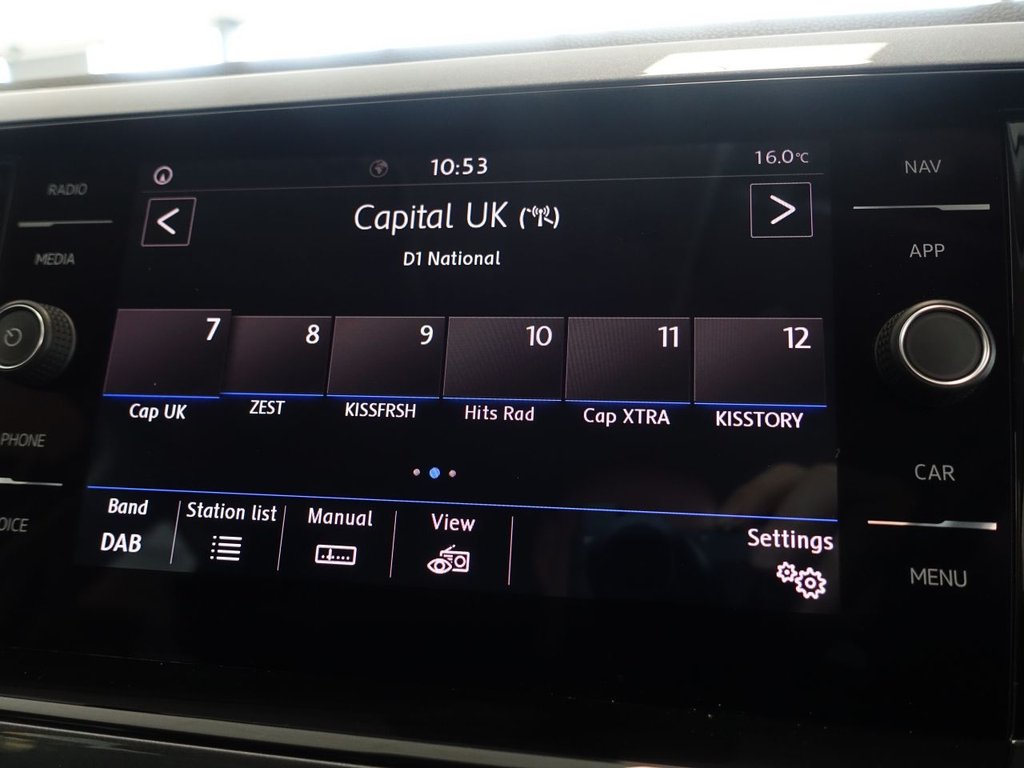 10:53
16.0°C
RADIO
NAV
<
Capital UK
>
MEDIA
D1 National
APP
7
8
9
10
11
12
Cap UK
ZEST
KISSFRSH
Hits Rad
Cap XTRA
KISSTORY
PHONE
CAR
Band
Station list
Manual
View
Settings
DAB
OICE
MENU